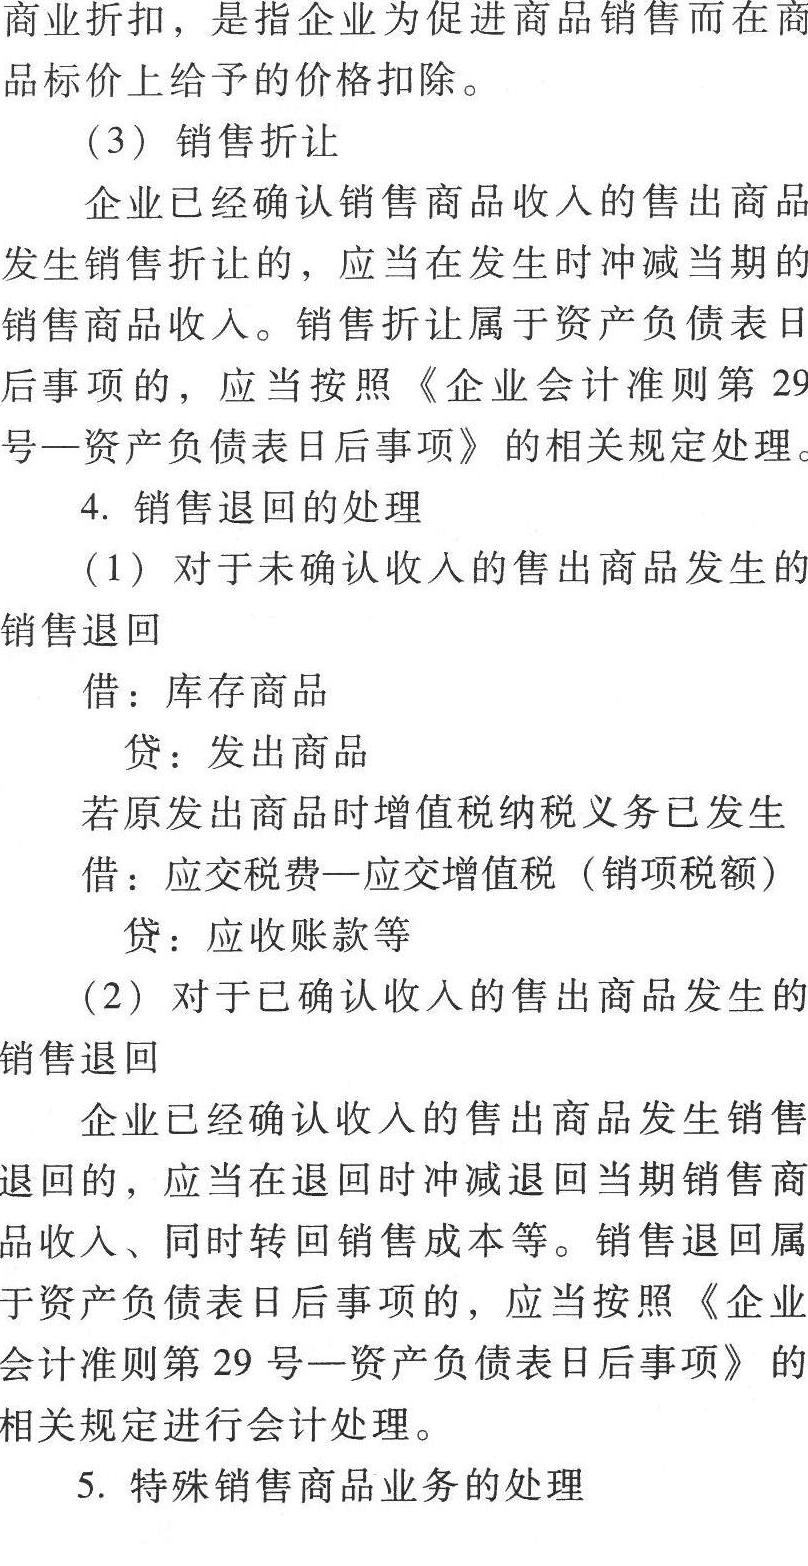 商业折扣，是指企业为促进商品销售而在商
品标价上给予的价格扣除。
（3）销售折让
企业已经确认销售商品收入的售出商品
发生销售折让的，应当在发生时冲减当期的
销售商品收入。销售折让属于资产负债表日
后事项的，应当按照《企业会计准则第 29
号—资产负债表日后事项》的相关规定处理。
4. 销售退回的处理
（1）对于未确认收入的售出商品发生的
销售退回
借：库存商品
贷：发出商品
若原发出商品时增值税纳税义务已发生
借：应交税费—应交增值税（销项税额）
贷：应收账款等
（2）对于已确认收入的售出商品发生的
销售退回
企业已经确认收入的售出商品发生销售
退回的，应当在退回时冲减退回当期销售商
品收入、同时转回销售成本等。销售退回属
于资产负债表日后事项的，应当按照《企业
会计准则第 29 号—资产负债表日后事项》的
相关规定进行会计处理。
5. 特殊销售商品业务的处理